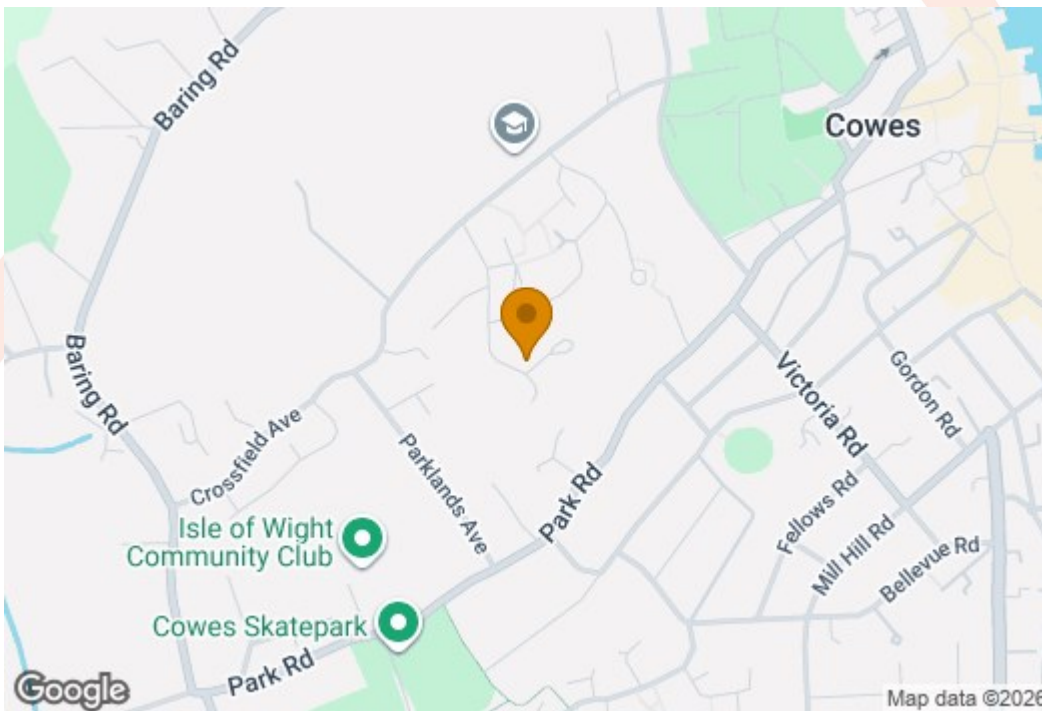 Baring Rd
Cowes
Baring Rd
Victoria Rd
Gordon Rd
Crossfield Ave
Parklands Ave
Park Rd
Fellows Rd
Mill Hill Rd
Bellevue Rd
Isle of Wight
Community Club
Cowes Skatepark
Park Rd
Google
Map data ©2026